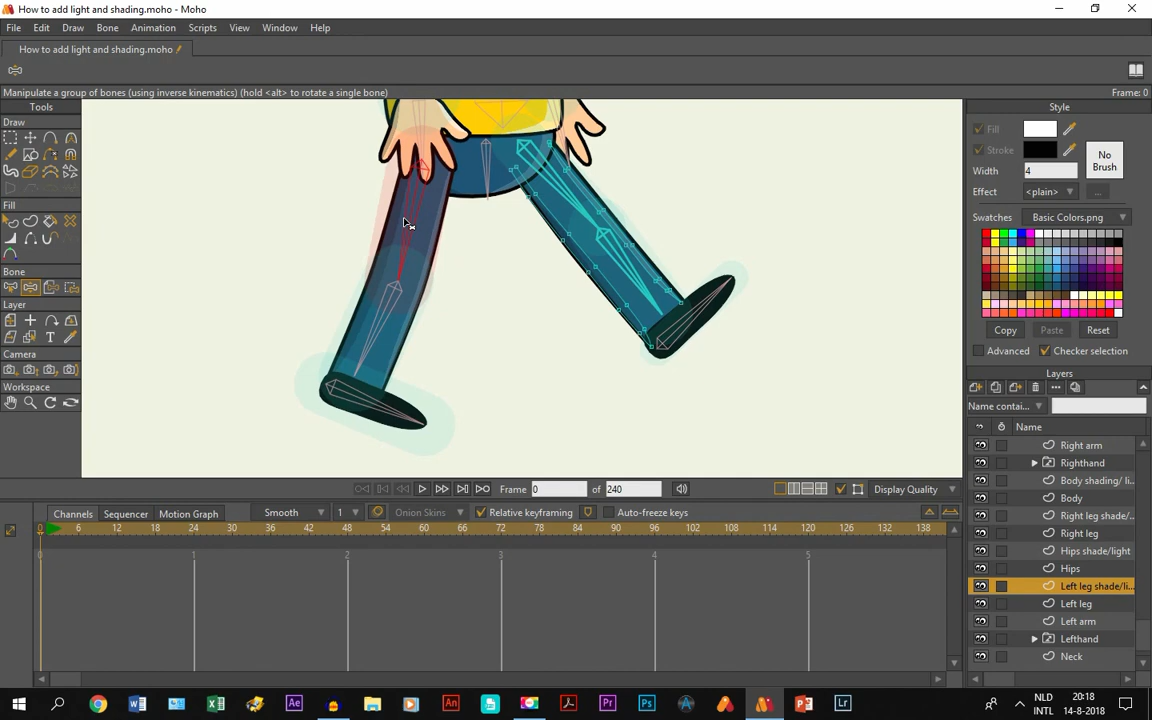 How to add light and shading.moho * - Moho
File Edit Draw Bone Animation Scripts View Window Help
How to add light and shading.moho
Manipulate a group of bones (using inverse kinematics) (hold <alt> to rotate a single bone)
Frame: 0
Tools
Draw
Fill
Bone
Layer
Camera
Workspace
Style
Fill
Stroke
No Brush
Width 4
Effect <plain> ...
Swatches Basic Colors.png
Copy Paste Reset
Advanced Checker selection
Layers
Name contai...
Name
Right arm
Righthand
Body shading/ li...
Body
Right leg shade/...
Right leg
Hips shade/light
Hips
Left leg shade/li...
Left leg
Left arm
Lefthand
Neck
Frame 0 of 240 Display Quality
Channels Sequencer Motion Graph Smooth 1 Onion Skins Relative keyframing Auto-freeze keys
0 6 12 18 24 30 36 42 48 54 60 66 72 78 84 90 96 102 108 114 120 126 132 138
0 1 2 3 4 5
NLD 20:18
INTL 14-8-2018